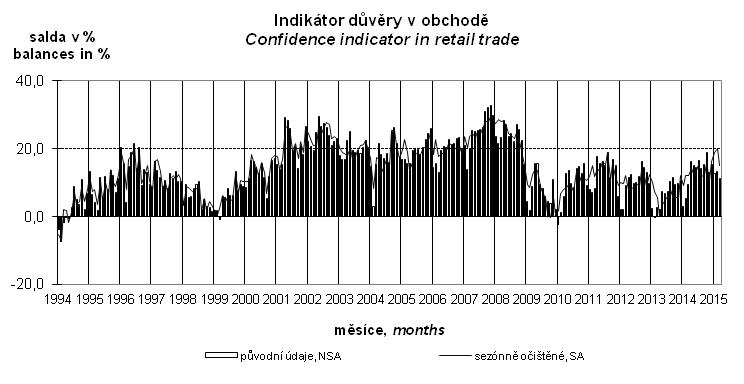 Indikátor důvěry v obchodě
Confidence indicator in retail trade
salda v %
balances in %
40,0
20,0
0,0
-20,0
1994 1995 1996 1997 1998 1999 2000 2001 2002 2003 2004 2005 2006 2007 2008 2009 2010 2011 2012 2013 2014 2015
měsíce, months
původní údaje, NSA
sezónně očištěné, SA